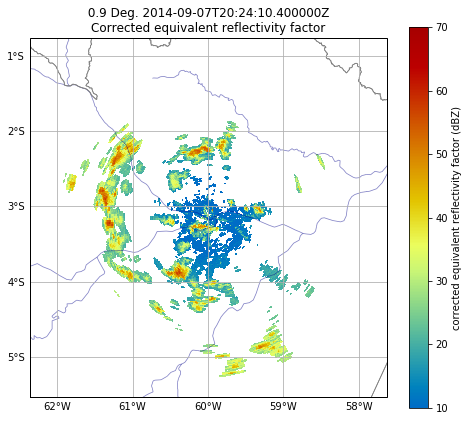 0.9 Deg. 2014-09-07T20:24:10.400000Z
Corrected equivalent reflectivity factor
1°S
2°S
3°S
4°S
5°S
62°W
61°W
60°W
59°W
58°W
70
60
50
40
30
20
10
corrected equivalent reflectivity factor (dBZ)